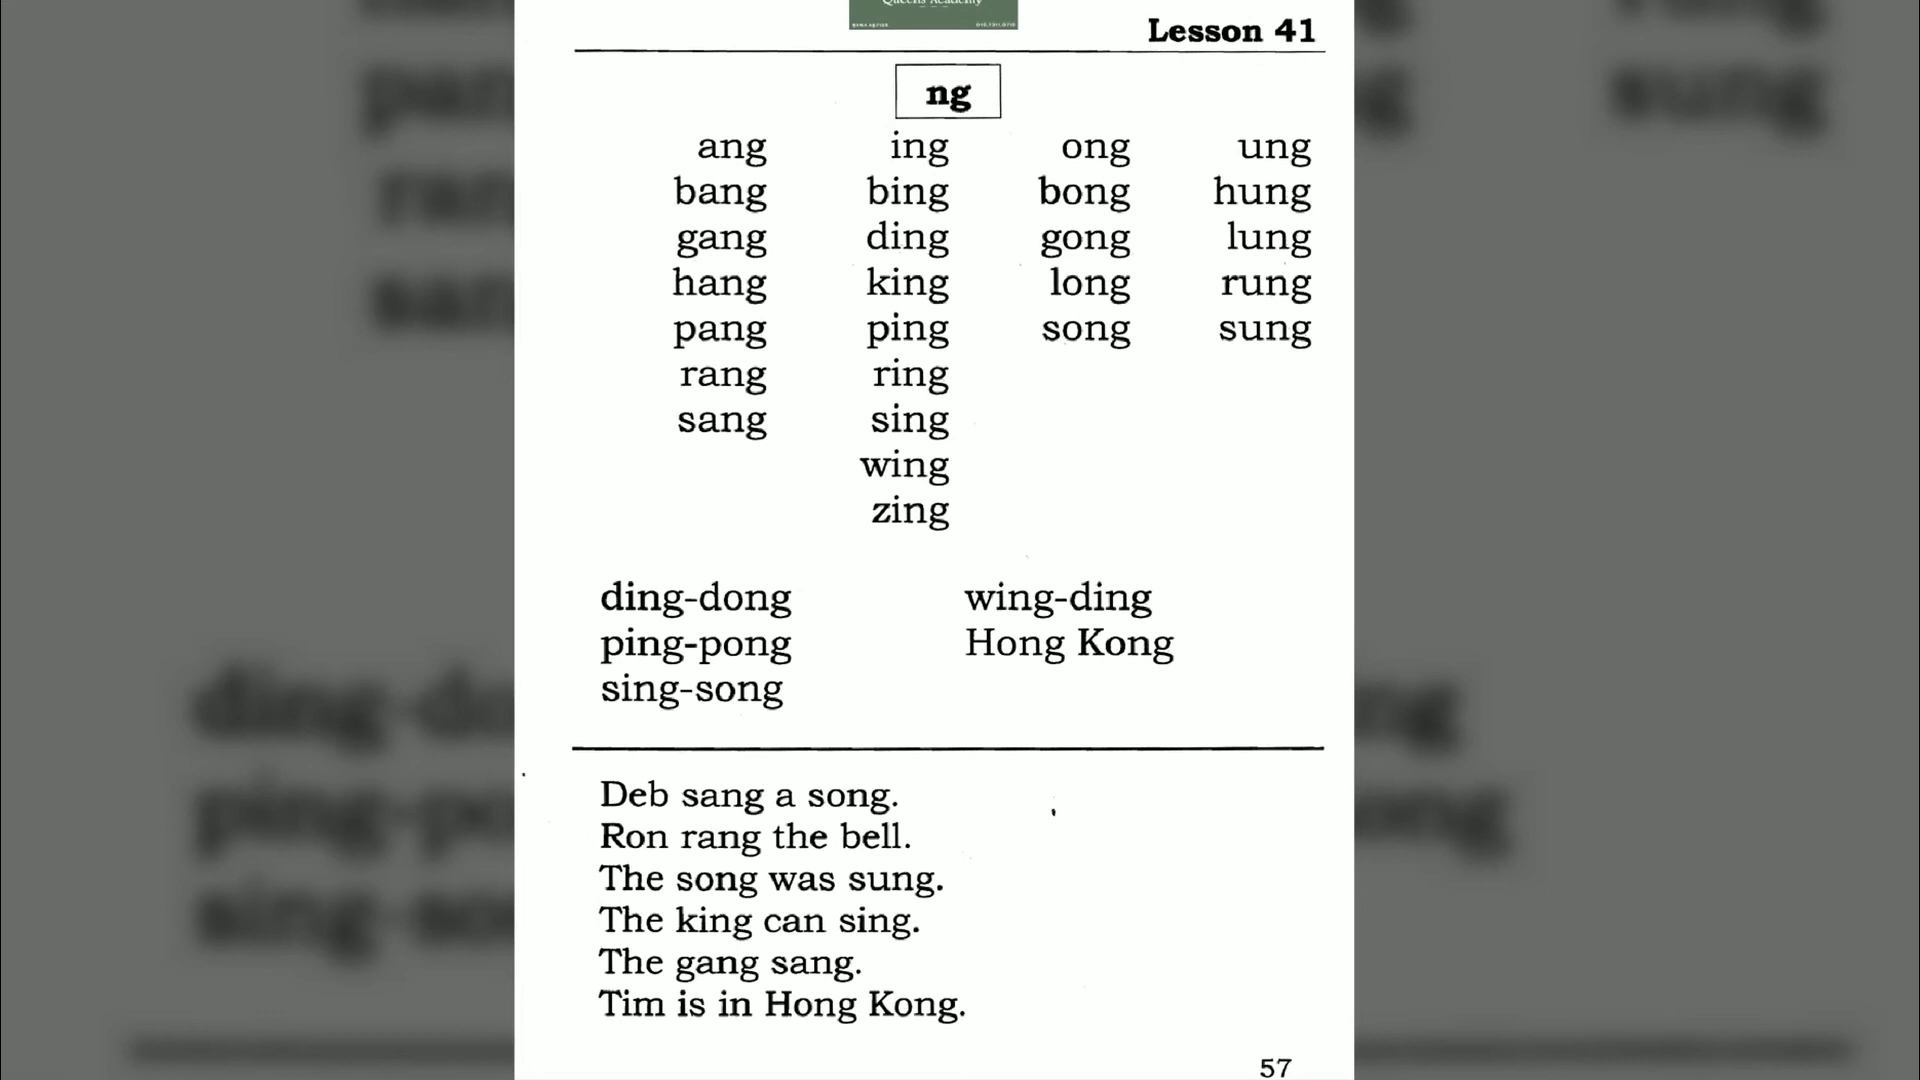 Queens Academy
Lesson 41
ng
ang ing ong ung
bang bing bong hung
gang ding gong lung
hang king long rung
pang ping song sung
rang ring
sang sing
wing
zing
ding-dong wing-ding
ping-pong Hong Kong
sing-song
Deb sang a song.
Ron rang the bell.
The song was sung.
The king can sing.
The gang sang.
Tim is in Hong Kong.
57